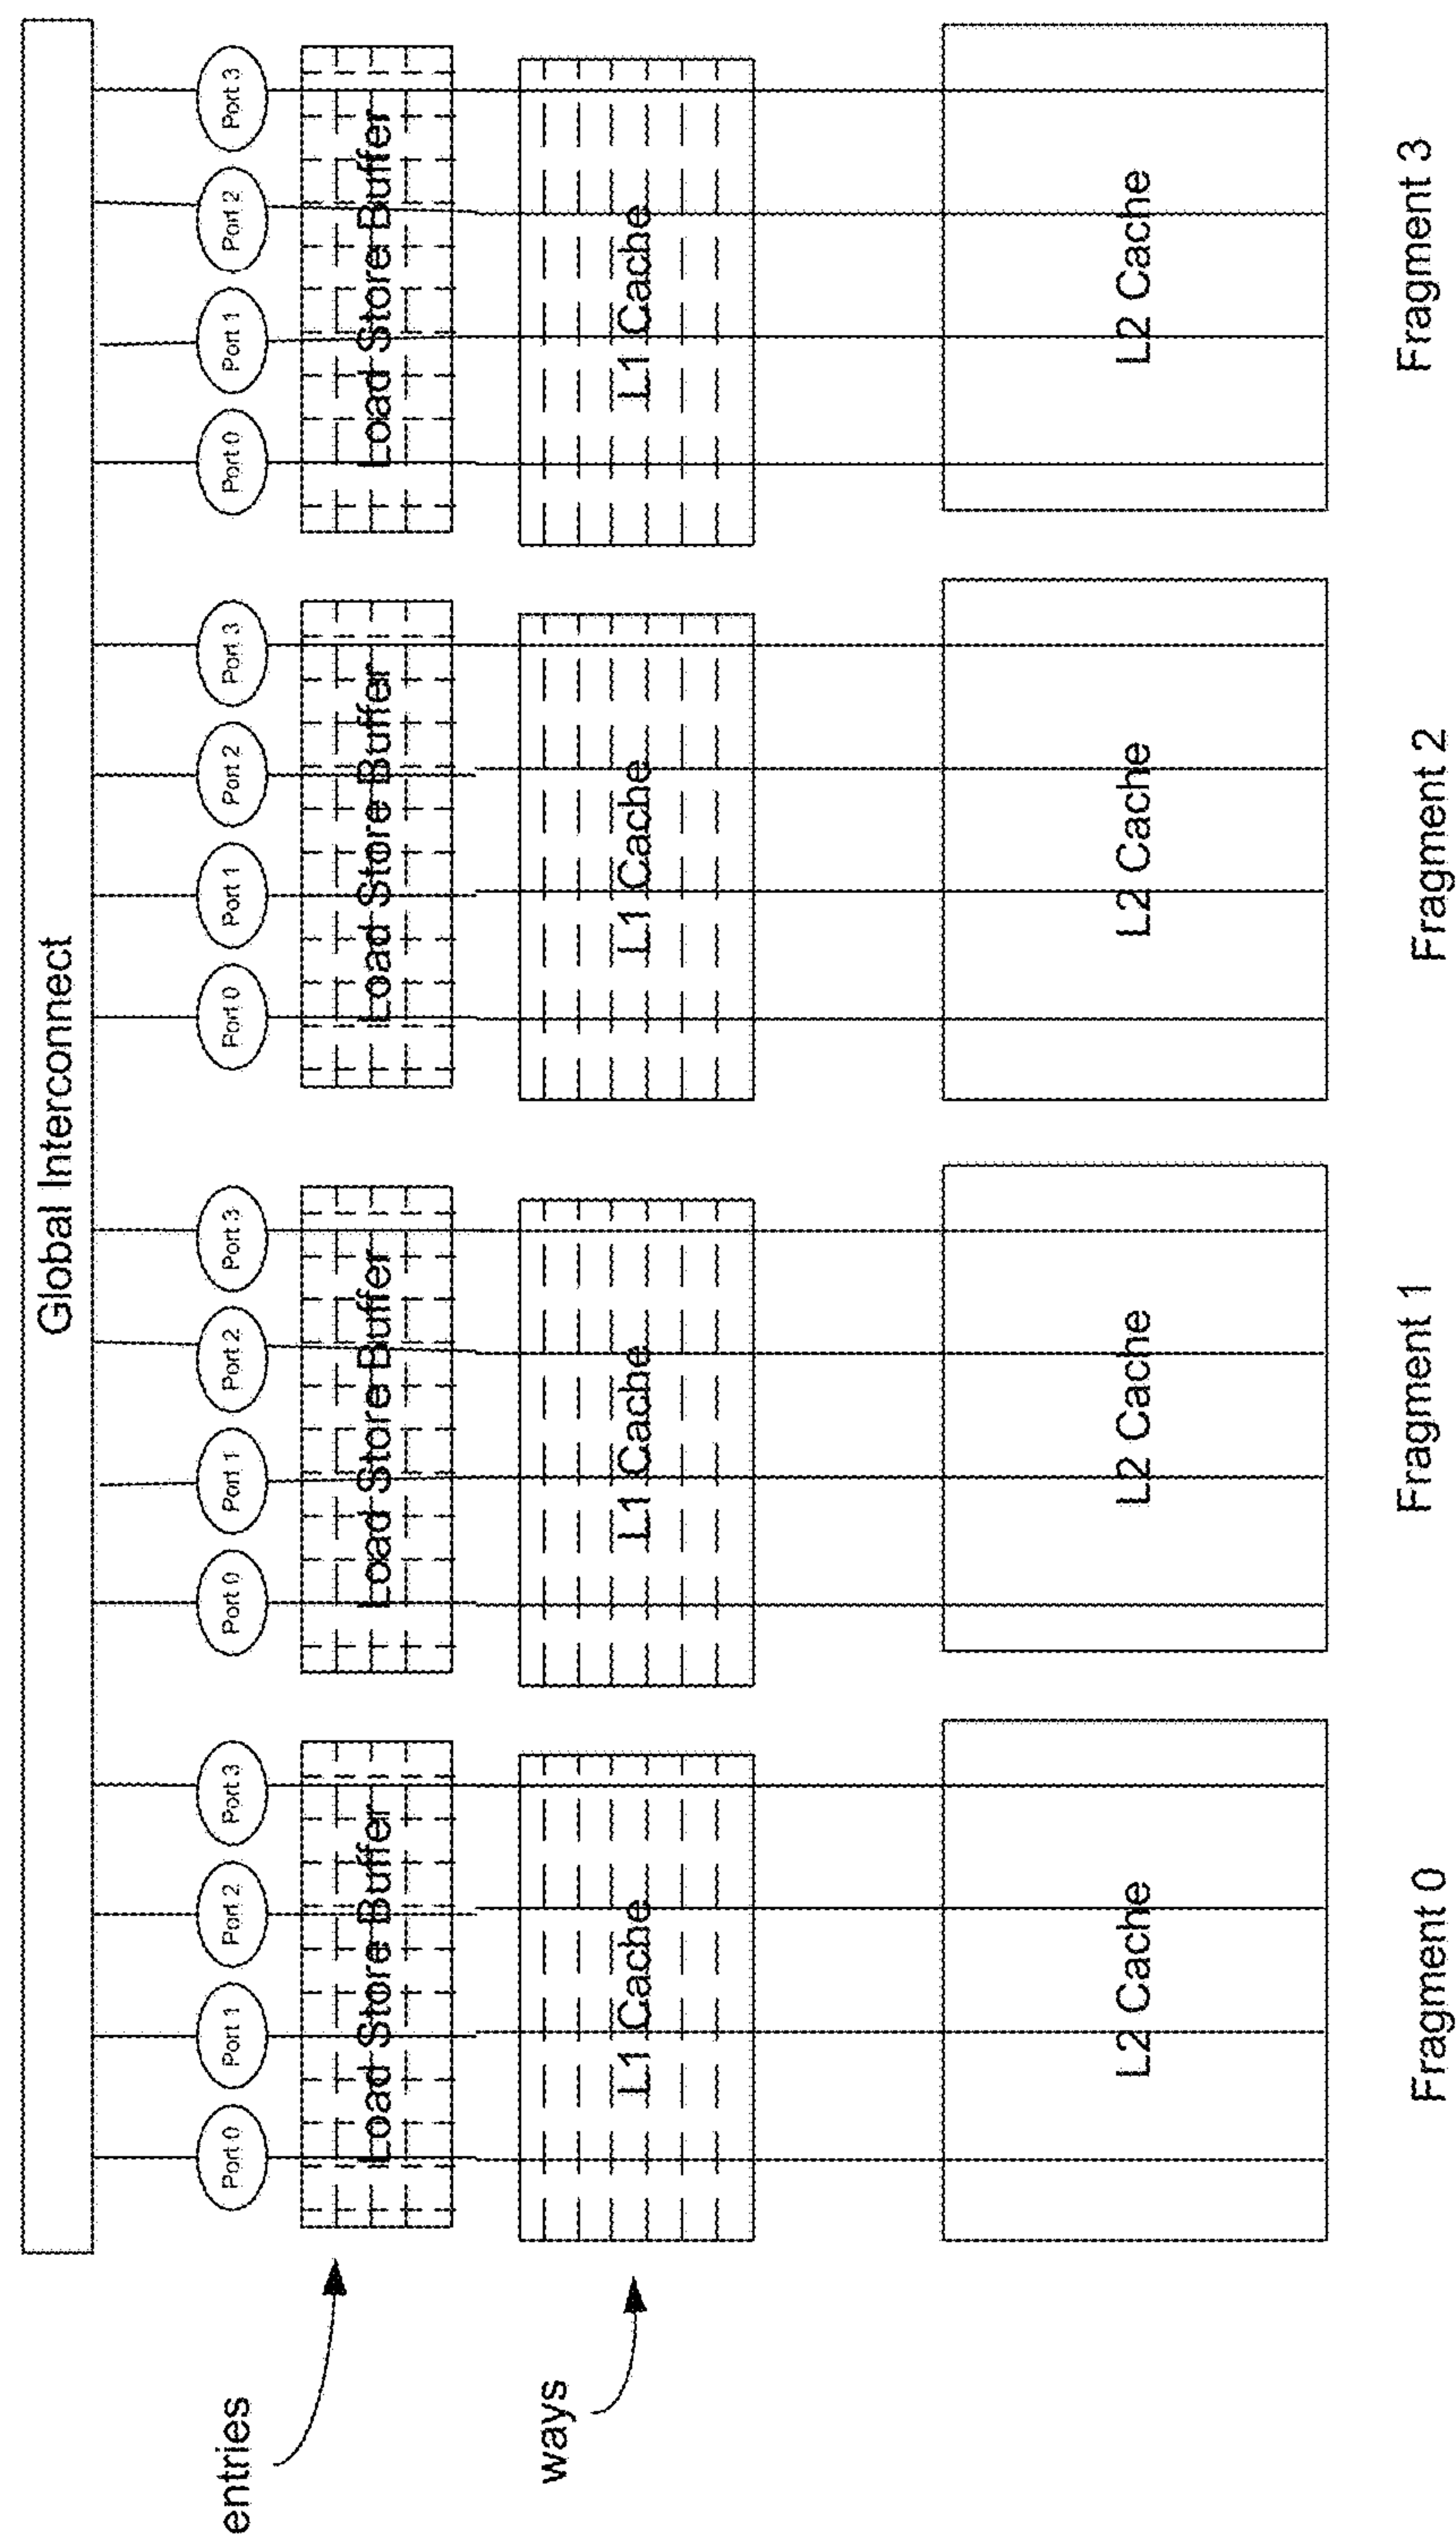 Global Interconnect
Port 0
Port 1
Port 2
Port 3
Port 0
Port 1
Port 2
Port 3
Port 0
Port 1
Port 2
Port 3
Port 0
Port 1
Port 2
Port 3
entries
Load Store Buffer
Load Store Buffer
Load Store Buffer
Load Store Buffer
ways
L1 Cache
L1 Cache
L1 Cache
L1 Cache
L2 Cache
L2 Cache
L2 Cache
L2 Cache
Fragment 0
Fragment 1
Fragment 2
Fragment 3